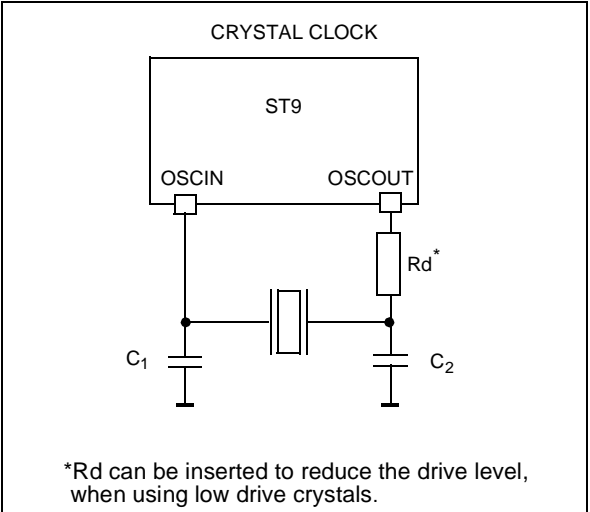 CRYSTAL CLOCK
ST9
OSCIN
OSCOUT
Rd*
C1
C2
*Rd can be inserted to reduce the drive level,
when using low drive crystals.